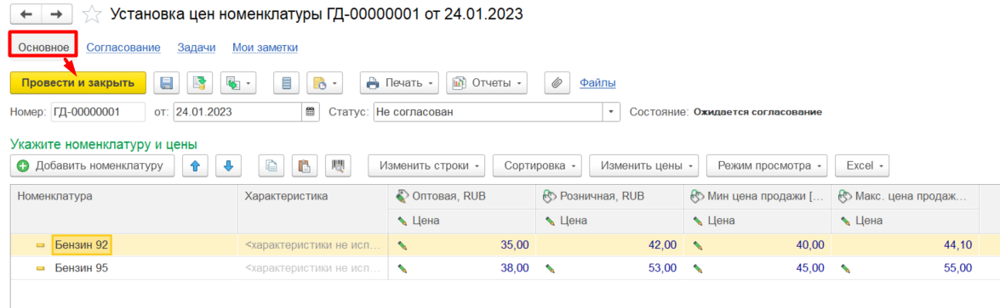 Установка цен номенклатуры ГД-00000001 от 24.01.2023
Основное Согласование Задачи Мои заметки
Провести и закрыть Печать Отчеты Файлы
Номер: ГД-00000001 от: 24.01.2023 Статус: Не согласован Состояние: Ожидается согласование
Укажите номенклатуру и цены
Добавить номенклатуру Изменить строки Сортировка Изменить цены Режим просмотра Excel
Номенклатура Характеристика Оптовая, RUB Розничная, RUB Мин цена продажи [... Макс. цена продаж...
Цена Цена Цена Цена
Бензин 92 <характеристики не исп... 35,00 42,00 40,00 44,10
Бензин 95 <характеристики не исп... 38,00 53,00 45,00 55,00